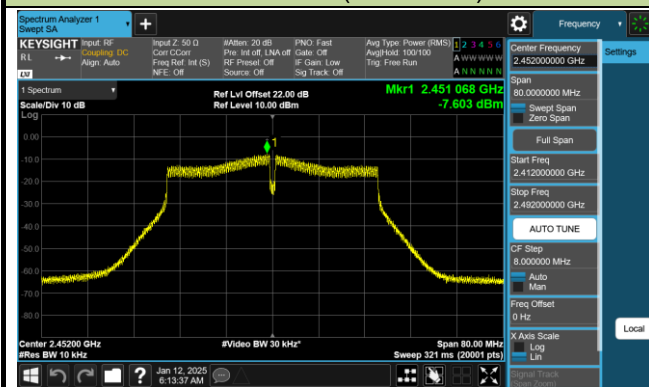 Spectrum Analyzer 1
Swept SA
Frequency
KEYSIGHT
RL
LXI
Input: RF
Coupling: DC
Align: Auto
Input Z: 50 Ω
Corr CCorr
Freq Ref: Int (S)
NFE: Off
#Atten: 20 dB
Pre: Int off, LNA off
RF Preset: Off
Source: Off
PNO: Fast
Gate: Off
IF Gain: Low
Sig Track: Off
Avg Type: Power (RMS)
Avg|Hold: 100/100
Trig: Free Run
1 2 3 4 5 6
A W W W W W
A N N N N N
1 Spectrum
Scale/Div 10 dB
Log
Ref Lvl Offset 22.00 dB
Ref Level 10.00 dBm
Mkr1 2.451 068 GHz
-7.603 dBm
1
0.00
-10.0
-20.0
-30.0
-40.0
-50.0
-60.0
-70.0
-80.0
Center 2.45200 GHz
#Res BW 10 kHz
#Video BW 30 kHz*
Span 80.00 MHz
Sweep 321 ms (20001 pts)
Jan 12, 2025
6:13:37 AM
Center Frequency
2.452000000 GHz
Span
80.0000000 MHz
Swept Span
Zero Span
Full Span
Start Freq
2.412000000 GHz
Stop Freq
2.492000000 GHz
AUTO TUNE
CF Step
8.000000 MHz
Auto
Man
Freq Offset
0 Hz
X Axis Scale
Log
Lin
Signal Track
(Span Zoom)
Settings
Local